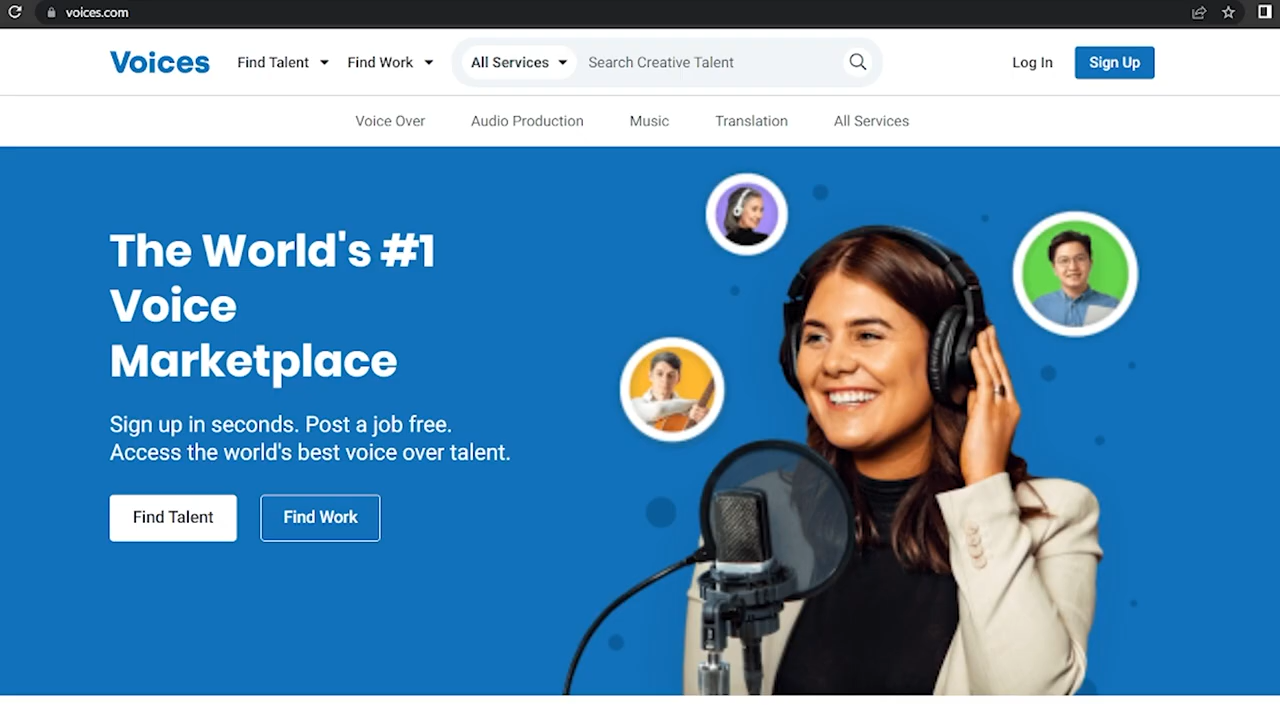 voices.com
Voices Find Talent Find Work All Services Search Creative Talent Log In Sign Up
Voice Over Audio Production Music Translation All Services
The World's #1
Voice
Marketplace
Sign up in seconds. Post a job free.
Access the world's best voice over talent.
Find Talent Find Work